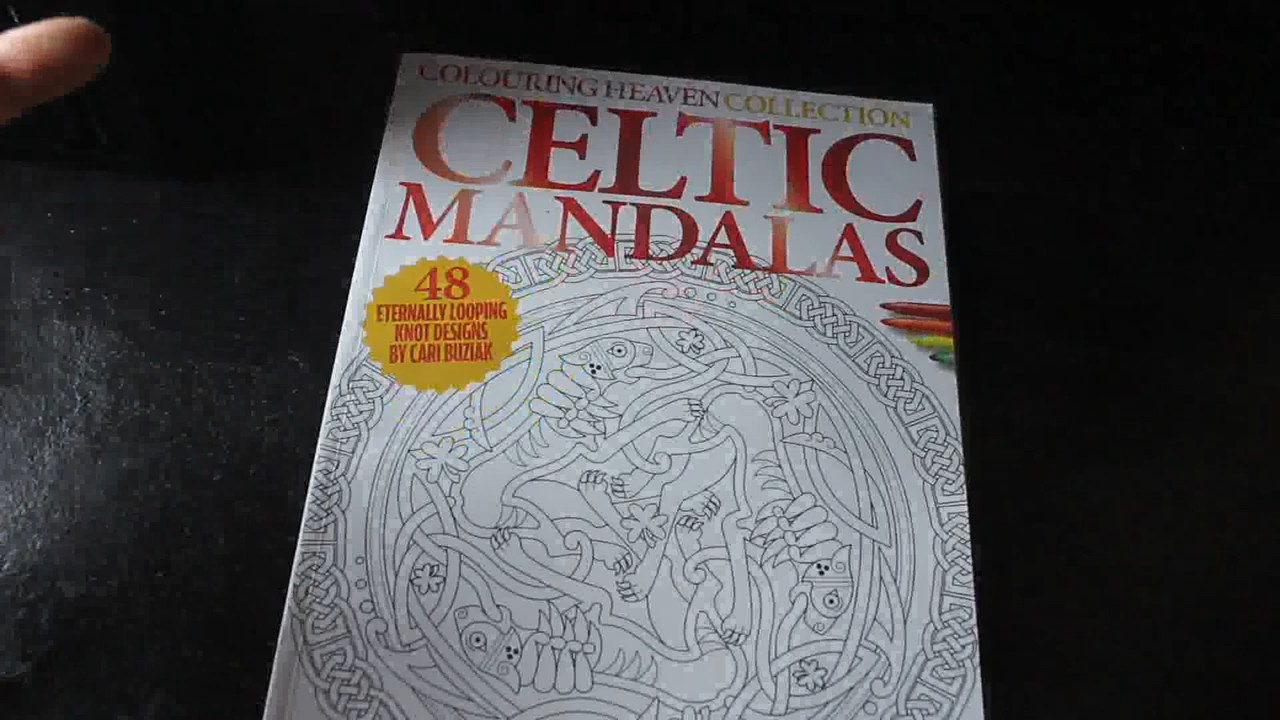 COLOURING HEAVEN COLLECTION
CELTIC
MANDALAS
48
ETERNALLY LOOPING
KNOT DESIGNS
BY CARI BUZIAK